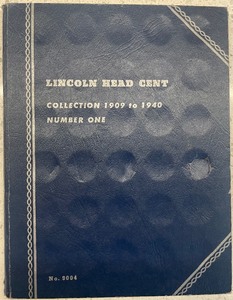 LINCOLN HEAD CENT
COLLECTION 1909 to 1940
NUMBER ONE
No. 9004